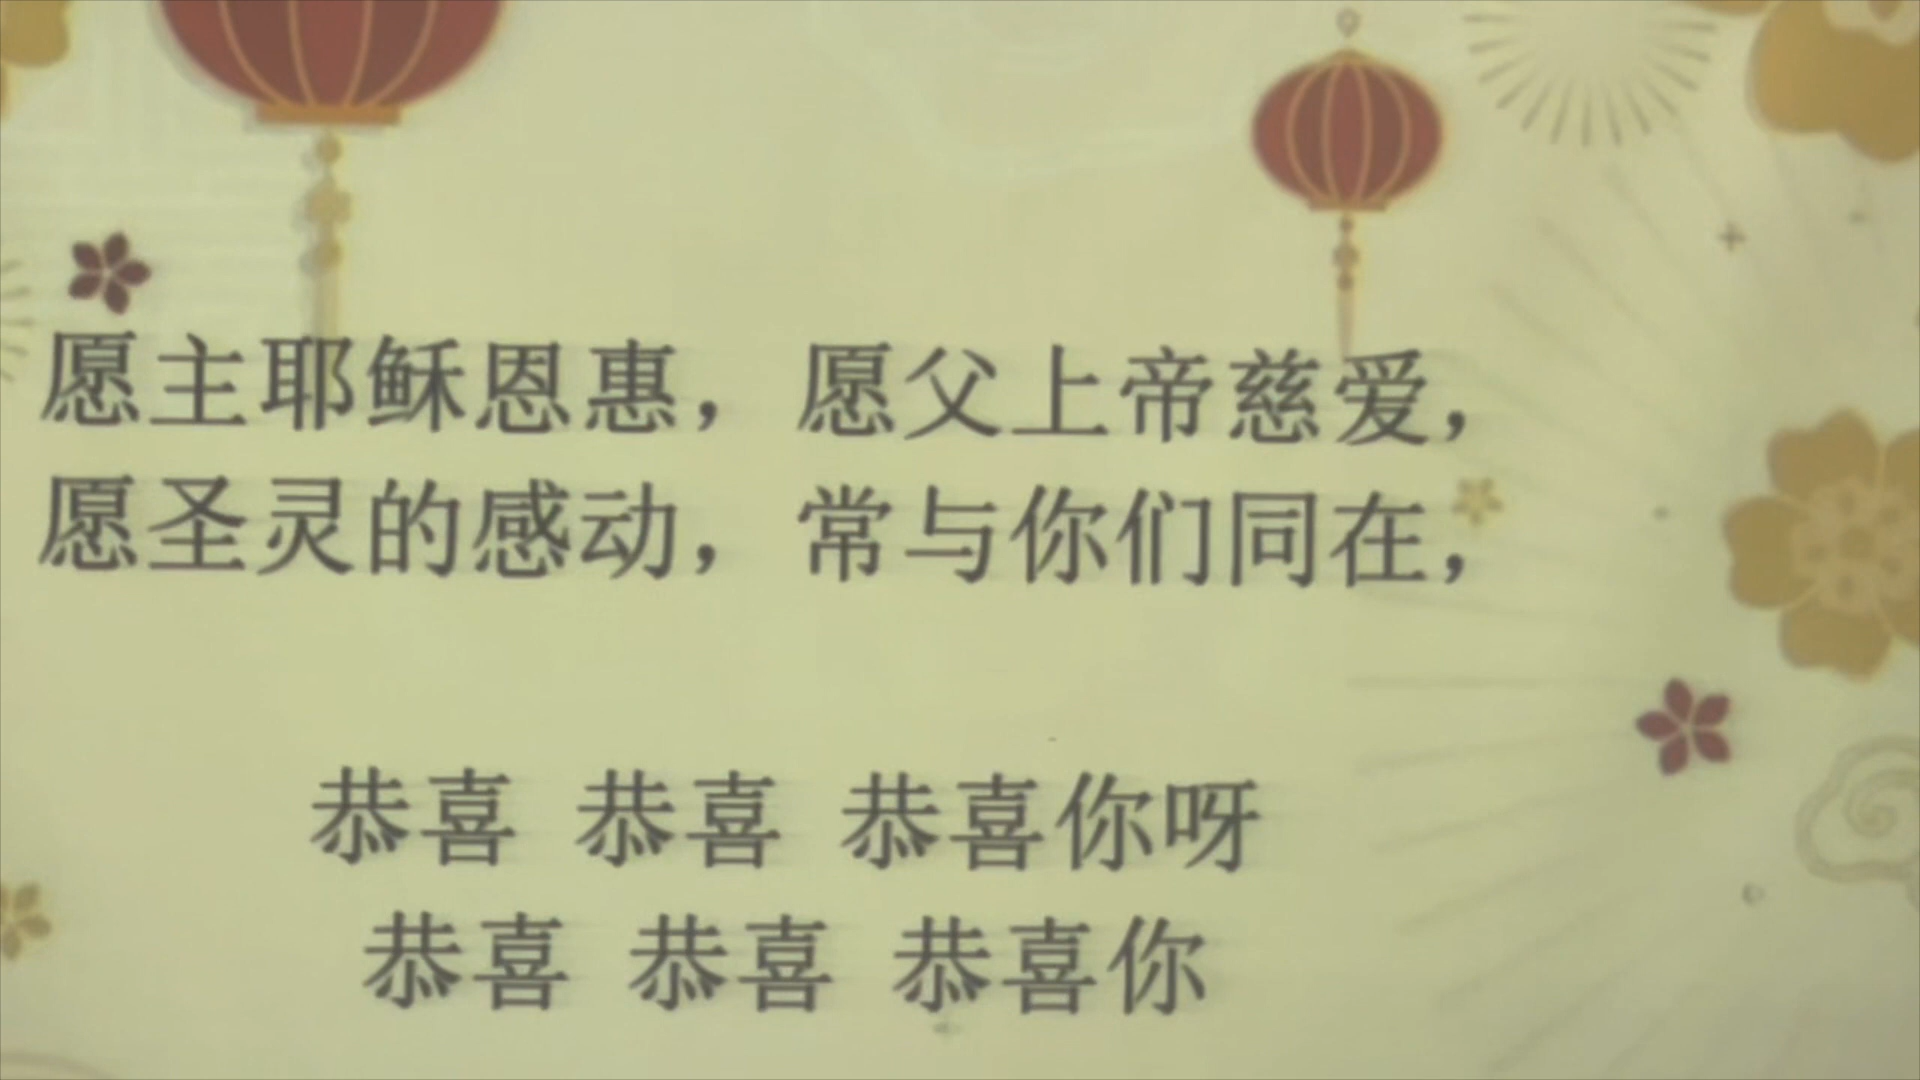 愿主耶稣恩惠，愿父上帝慈爱，
愿圣灵的感动，常与你们同在，
恭喜 恭喜 恭喜你呀
恭喜 恭喜 恭喜你